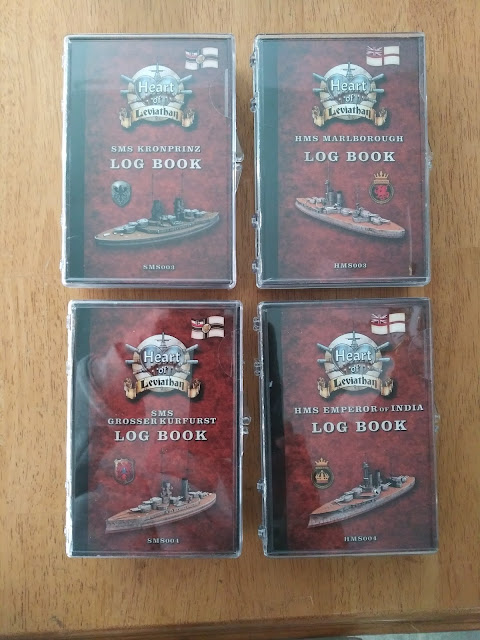 Heart
of
Leviathan
SMS KRONPRINZ
LOG BOOK
SMS003
Heart
of
Leviathan
HMS MARLBOROUGH
LOG BOOK
HMS003
Heart
of
Leviathan
SMS
GROSSER KURFURST
LOG BOOK
SMS004
Heart
of
Leviathan
HMS EMPEROR OF INDIA
LOG BOOK
HMS004